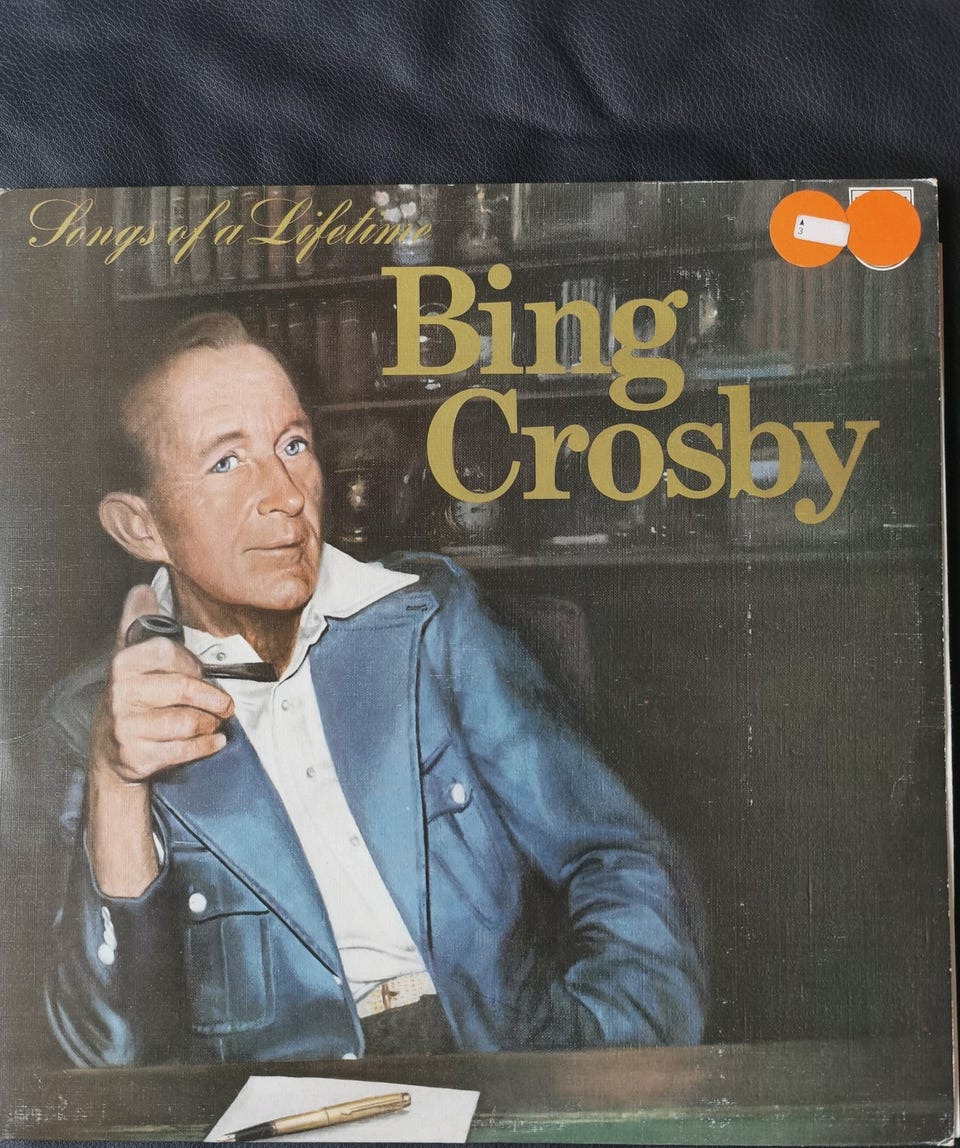 Songs of a Lifetime
Bing
Crosby
3